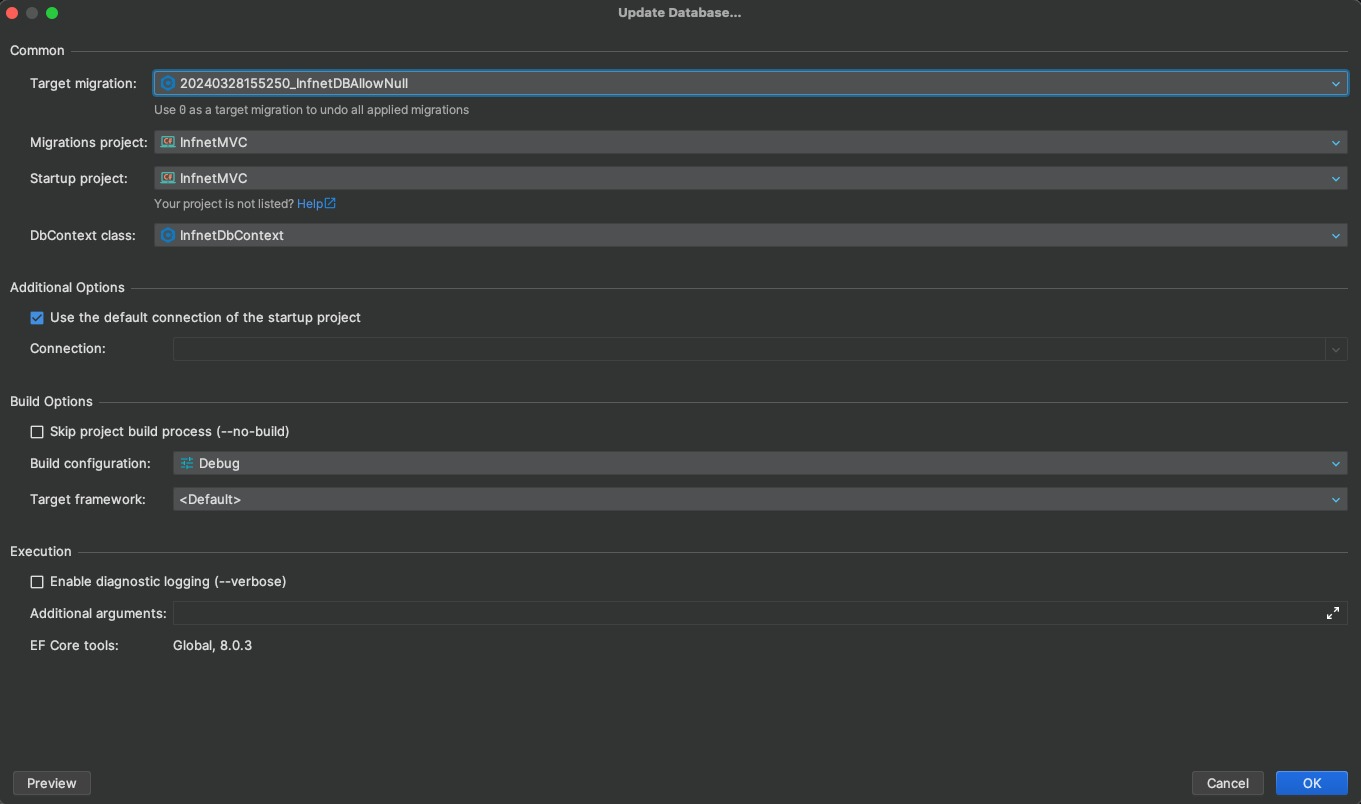 Update Database...
Common
Target migration: 20240328155250_InfnetDBAllowNull
Use 0 as a target migration to undo all applied migrations
Migrations project: C# InfnetMVC
Startup project: C# InfnetMVC
Your project is not listed? Help
DbContext class: InfnetDbContext
Additional Options
Use the default connection of the startup project
Connection:
Build Options
Skip project build process (--no-build)
Build configuration: Debug
Target framework: <Default>
Execution
Enable diagnostic logging (--verbose)
Additional arguments:
EF Core tools: Global, 8.0.3
Preview Cancel OK